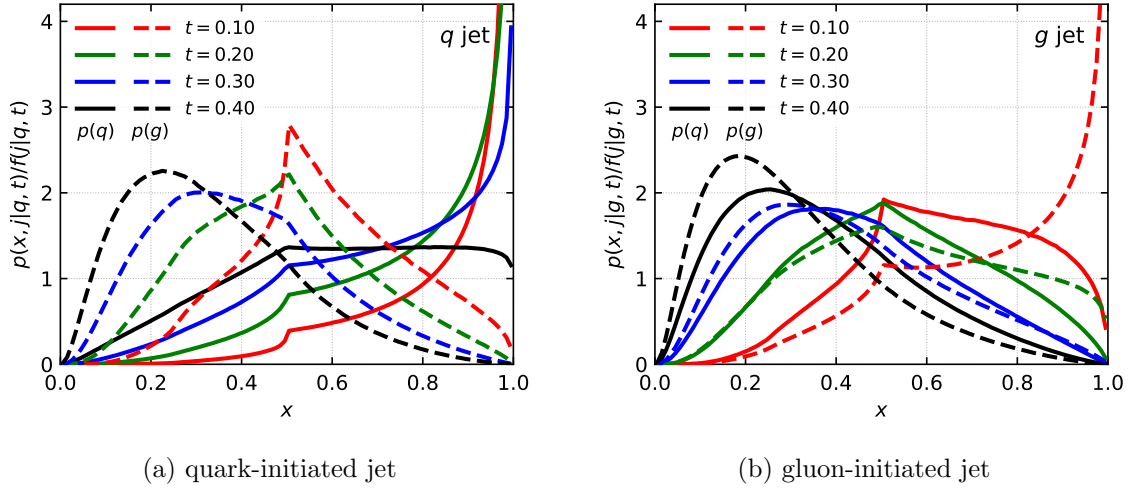 q jet
t = 0.10
t = 0.20
t = 0.30
t = 0.40
p(q) p(g)
p(x, j|q, t)/f(j|q, t)
0 1 2 3 4
0.0 0.2 0.4 0.6 0.8 1.0
x
(a) quark-initiated jet
g jet
t = 0.10
t = 0.20
t = 0.30
t = 0.40
p(q) p(g)
p(x, j|g, t)/f(j|g, t)
0 1 2 3 4
0.0 0.2 0.4 0.6 0.8 1.0
x
(b) gluon-initiated jet